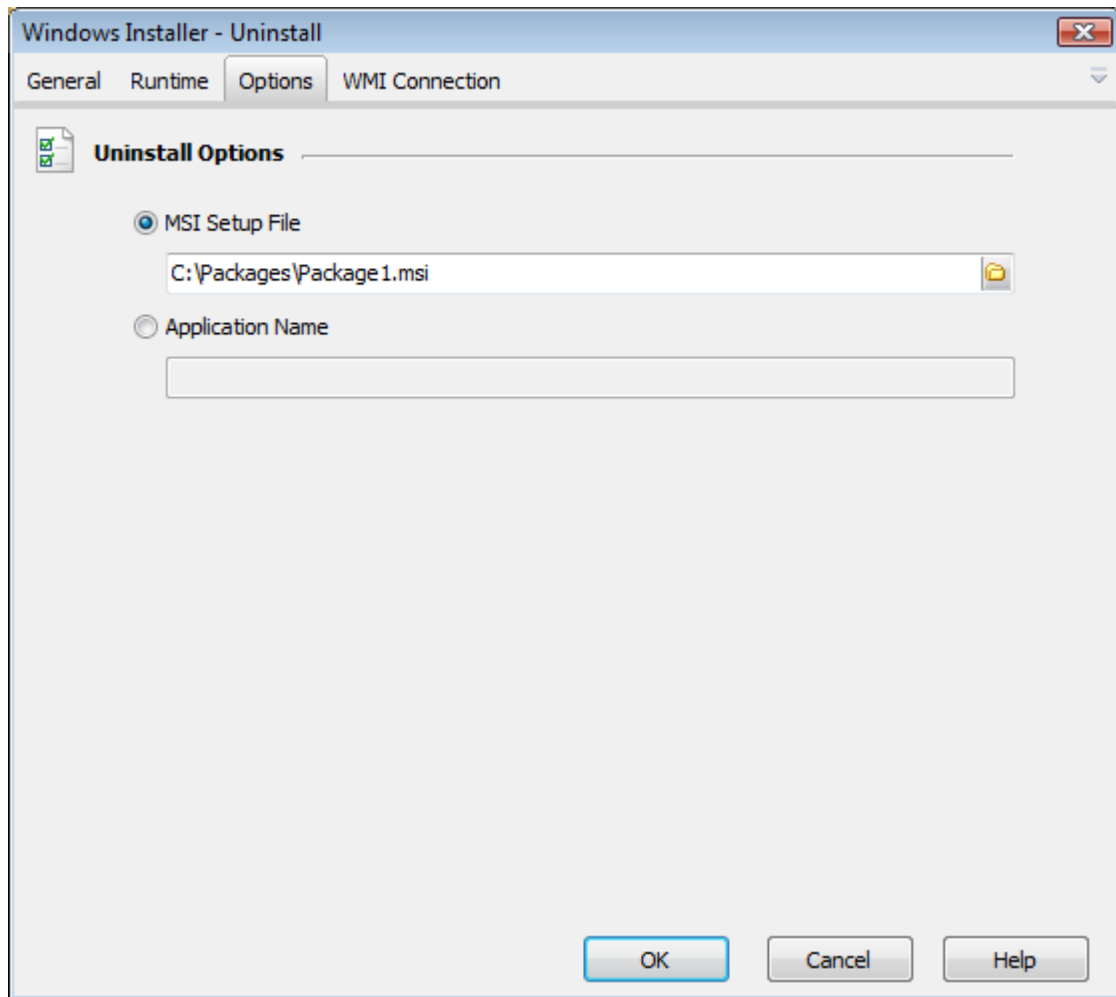 Windows Installer - Uninstall
General Runtime Options WMI Connection
Uninstall Options
MSI Setup File
C:\Packages\Package1.msi
Application Name
OK Cancel Help